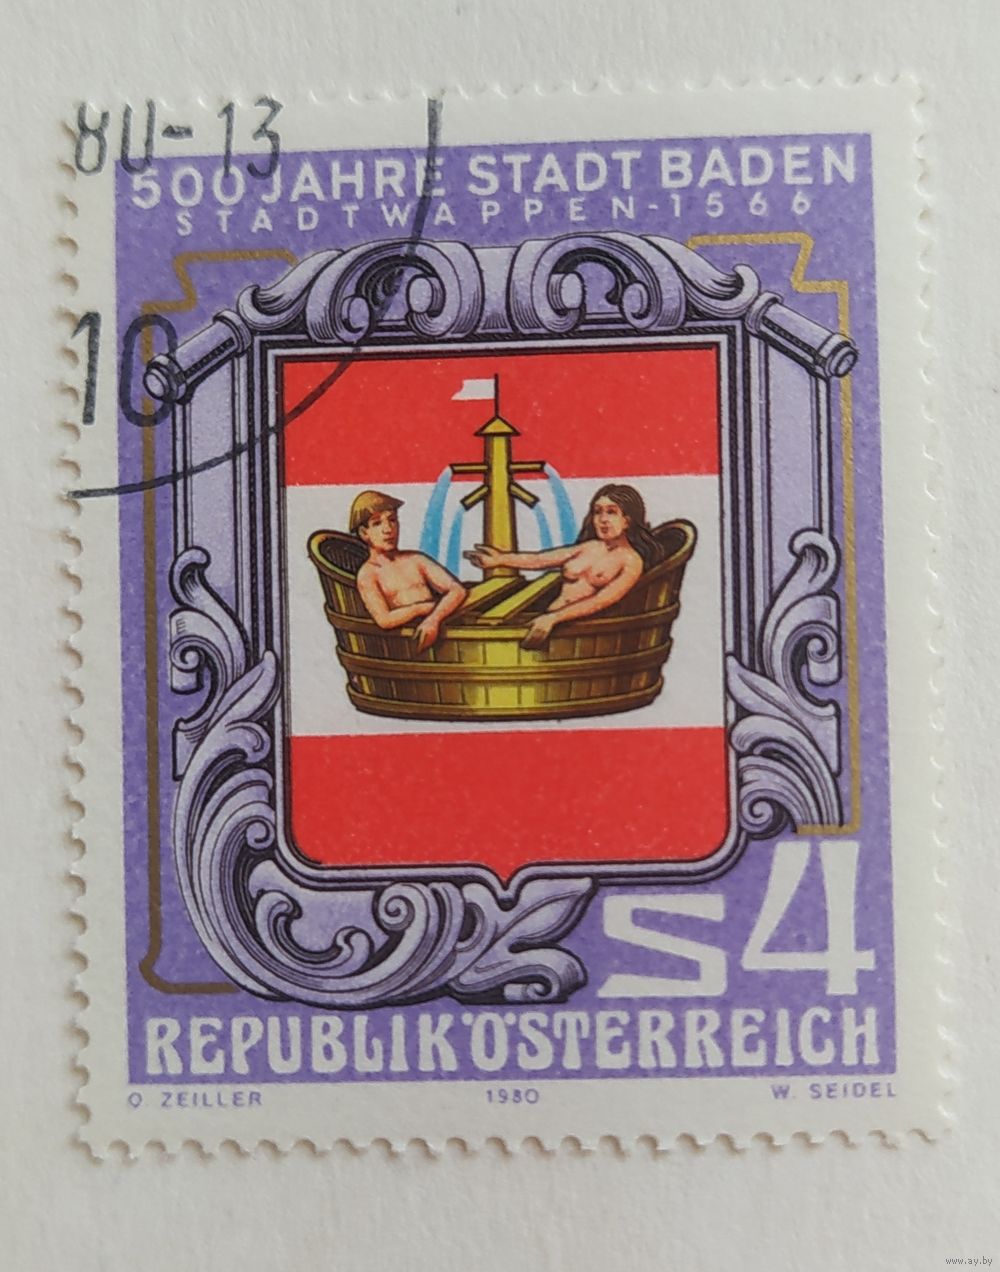 80-13
500 JAHRE STADT BADEN
STADTWAPPEN-1566
10
S4
REPUBLIK ÖSTERREICH
O. ZEILLER 1980 W. SEIDEL
www.ay.by